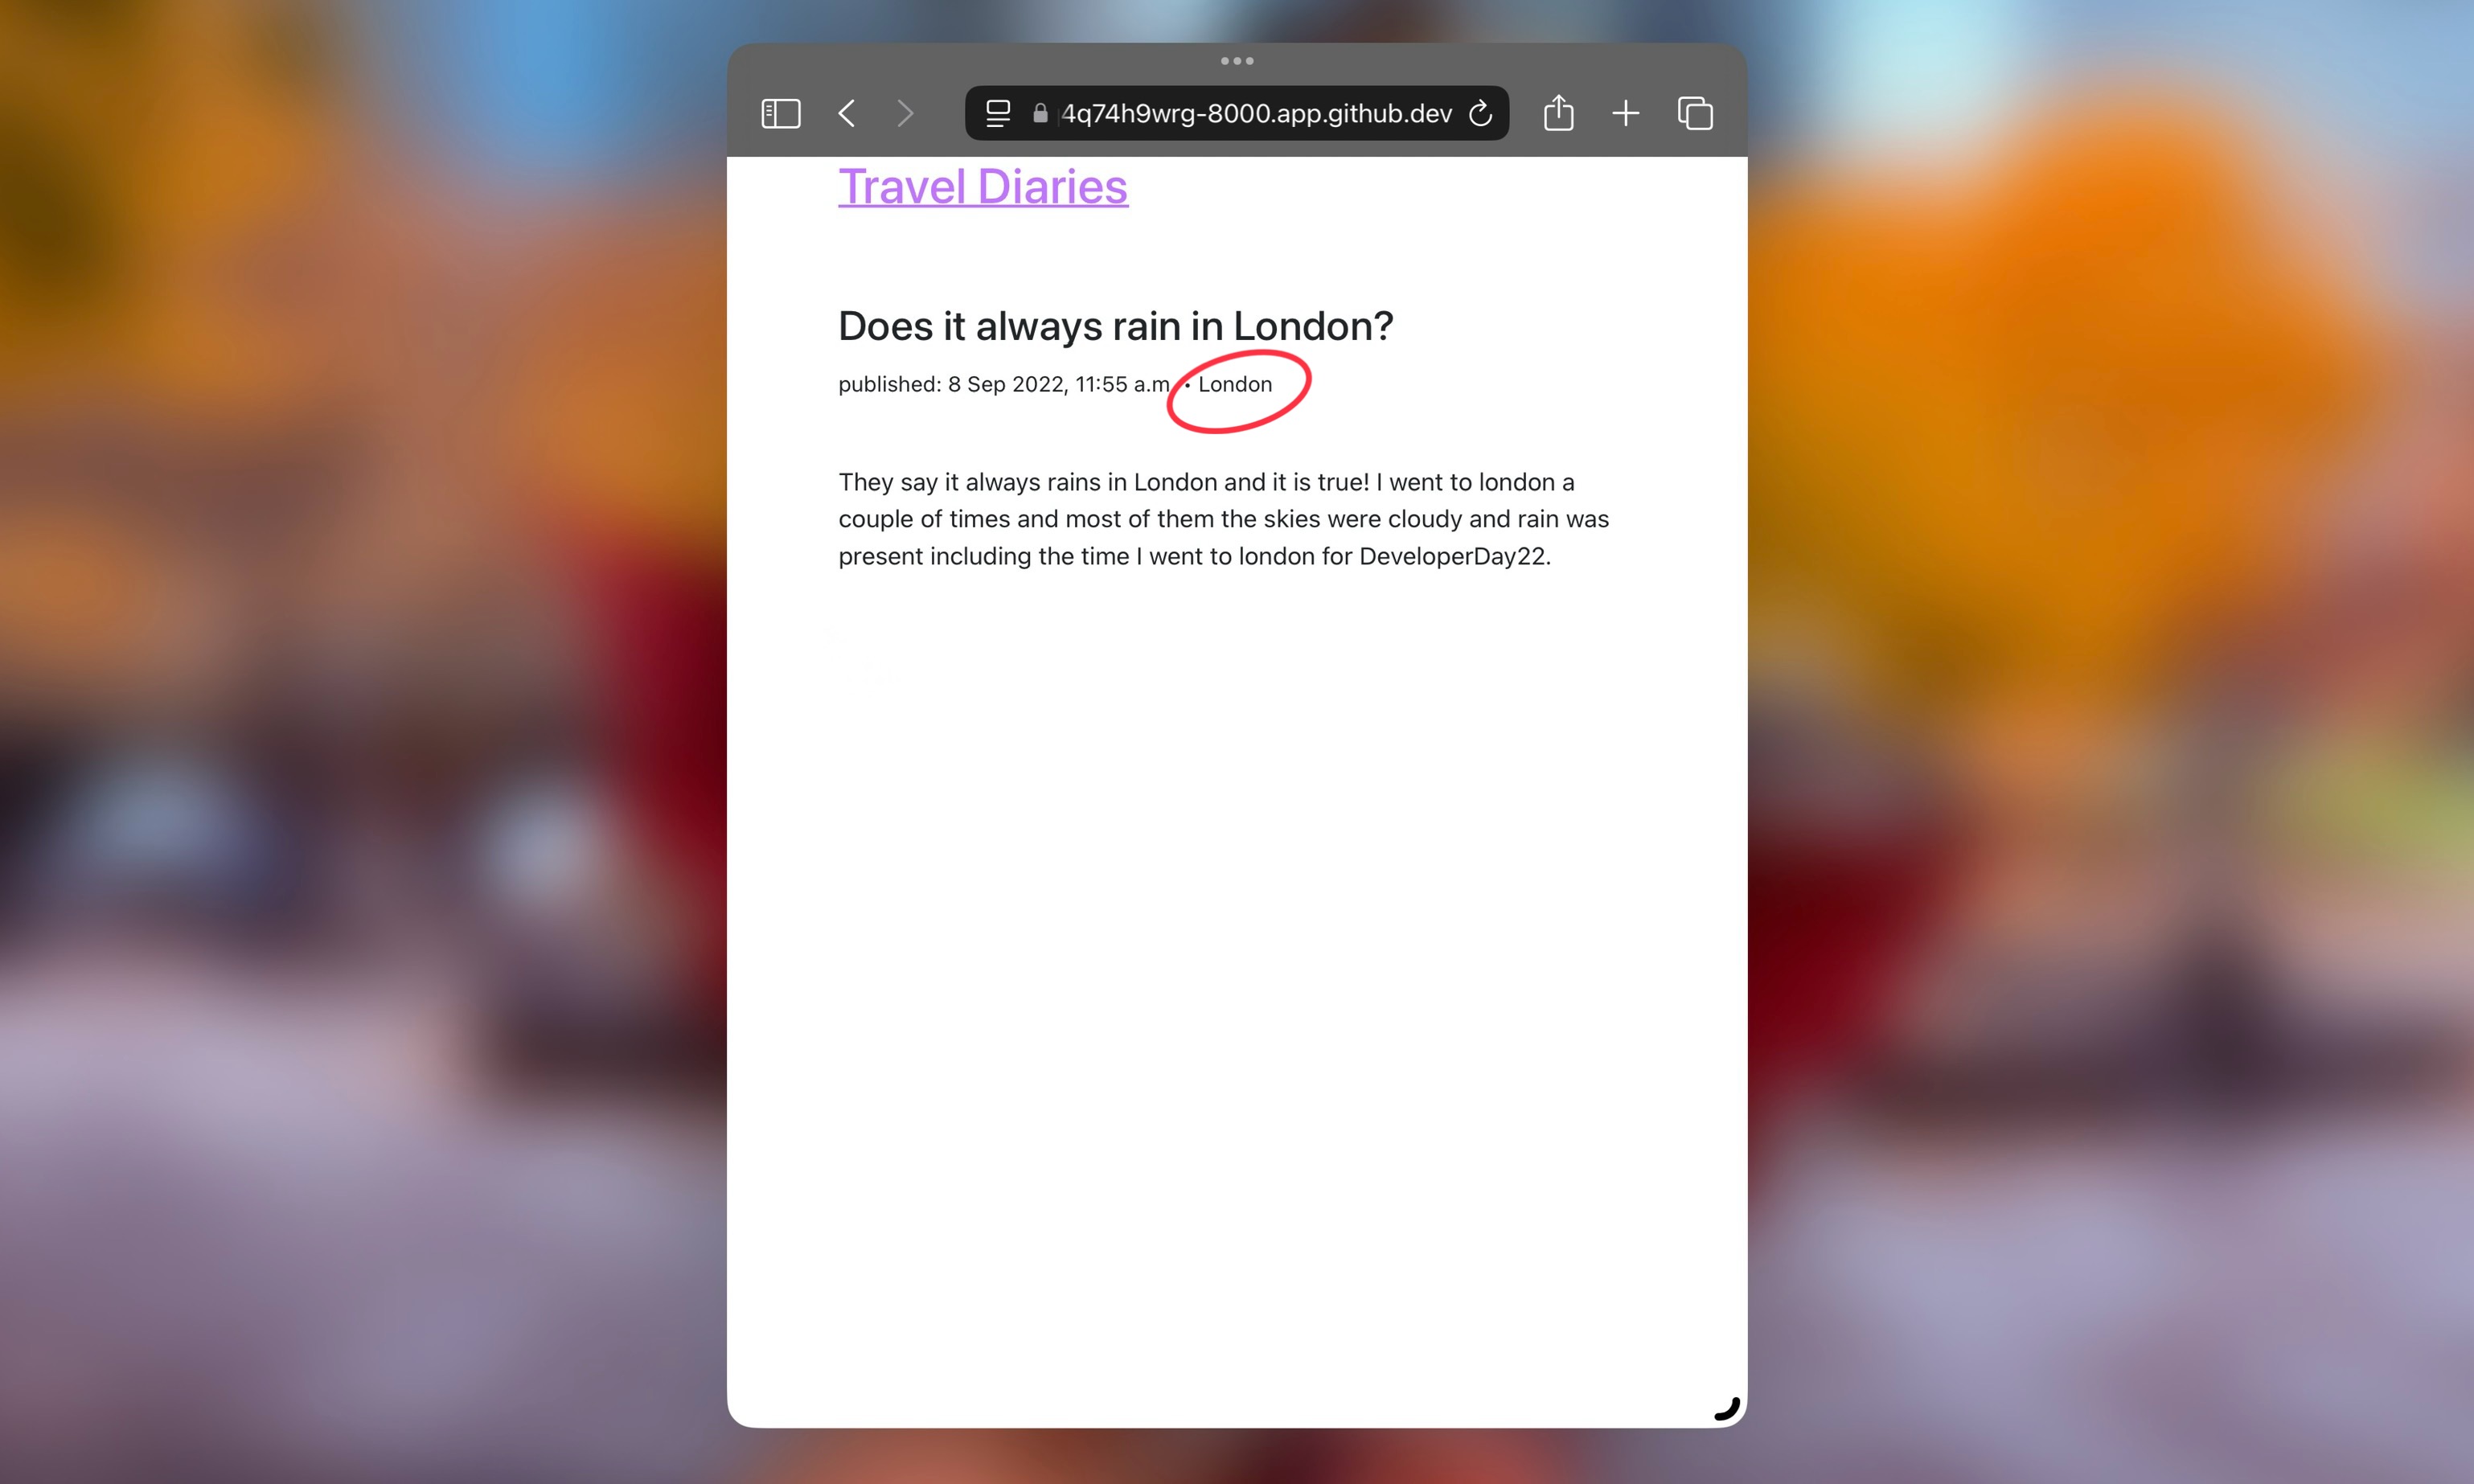 4q74h9wrg-8000.app.github.dev
Travel Diaries
Does it always rain in London?
published: 8 Sep 2022, 11:55 a.m. • London
They say it always rains in London and it is true! I went to london a
couple of times and most of them the skies were cloudy and rain was
present including the time I went to london for DeveloperDay22.